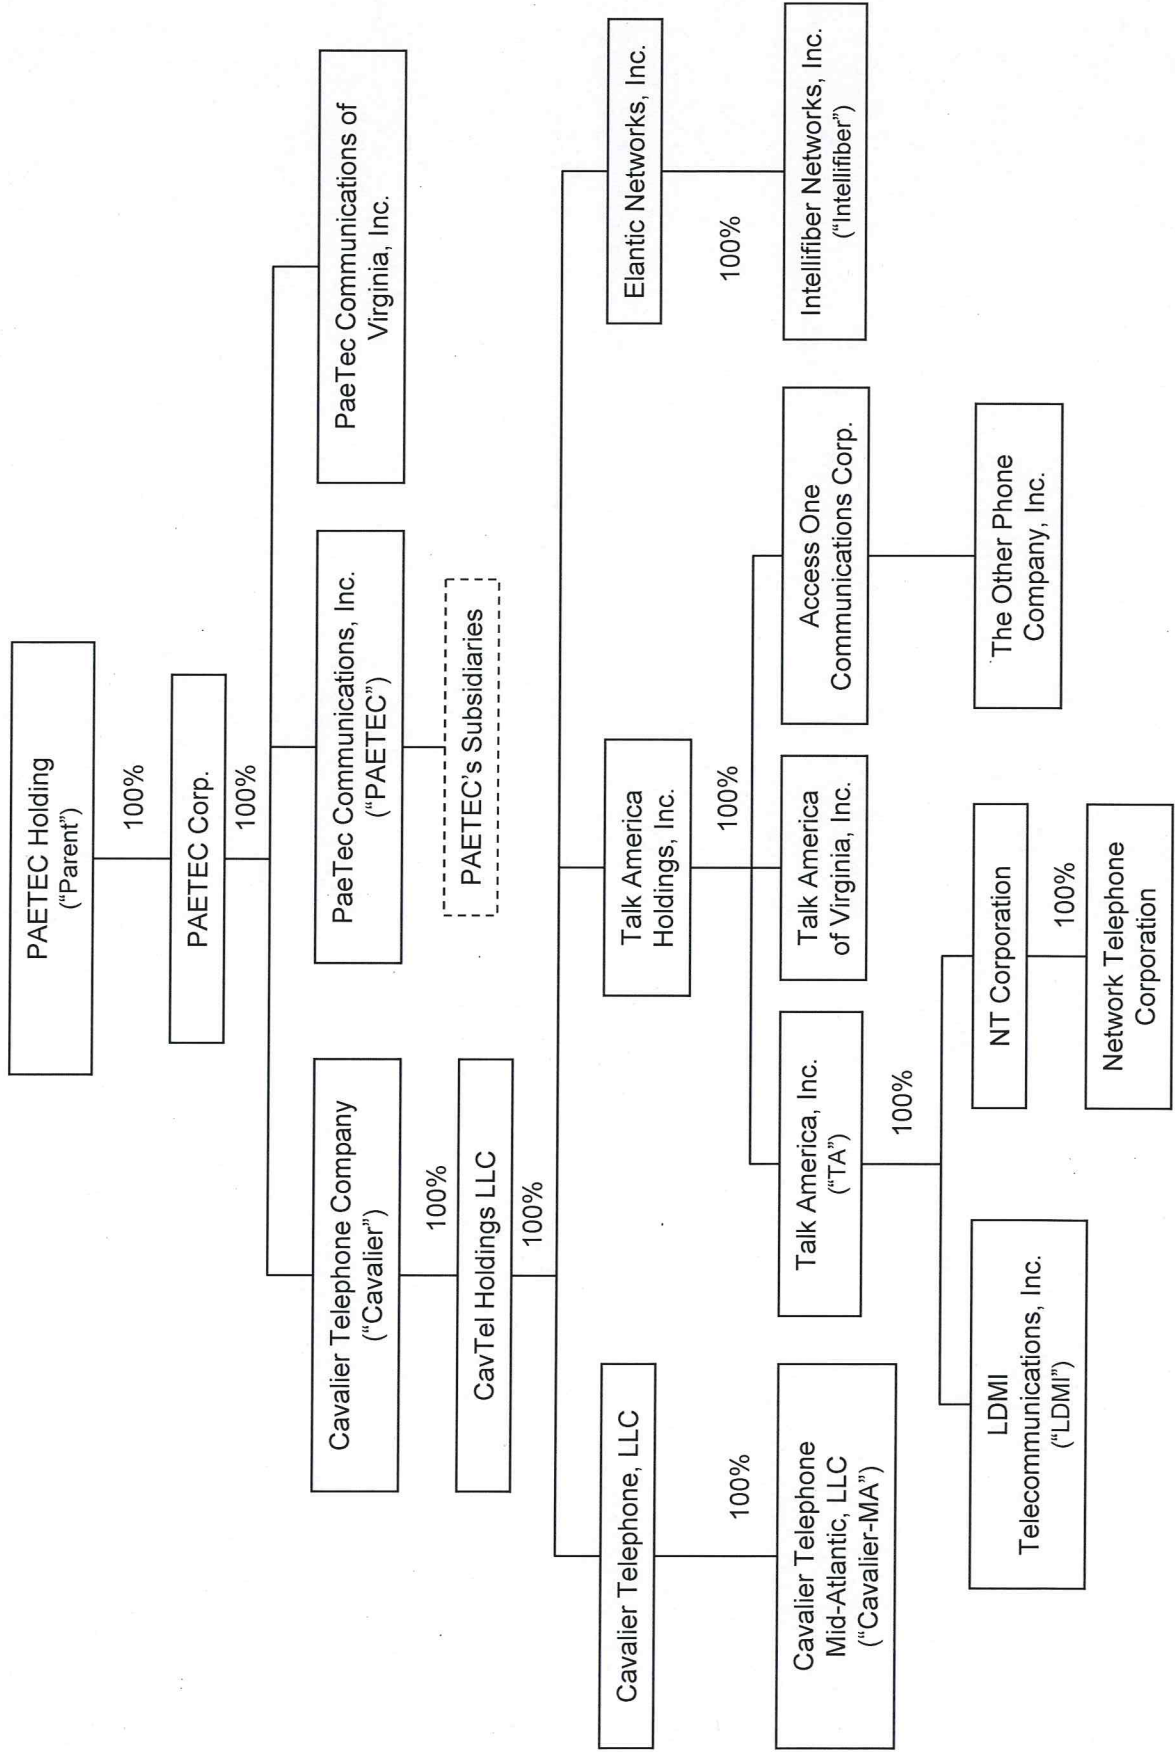 PAETEC Holding
(“Parent”)
100%
PAETEC Corp.
100%
Cavalier Telephone Company
(“Cavalier”)
PaeTec Communications, Inc.
(“PAETEC”)
PaeTec Communications of
Virginia, Inc.
100%
CavTel Holdings LLC
PAETEC’s Subsidiaries
100%
Cavalier Telephone, LLC
Talk America
Holdings, Inc.
Elantic Networks, Inc.
100%
100%
100%
Cavalier Telephone
Mid-Atlantic, LLC
(“Cavalier-MA”)
Talk America, Inc.
(“TA”)
Talk America
of Virginia, Inc.
Access One
Communications Corp.
Intellifiber Networks, Inc.
(“Intellifiber”)
100%
LDMI
Telecommunications, Inc.
(“LDMI”)
NT Corporation
The Other Phone
Company, Inc.
100%
Network Telephone
Corporation